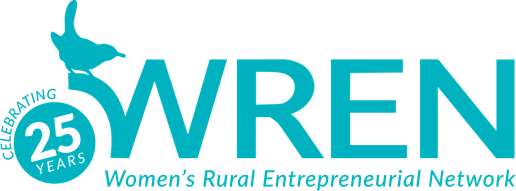 WREN
CELEBRATING
25
YEARS
Women's Rural Entrepreneurial Network